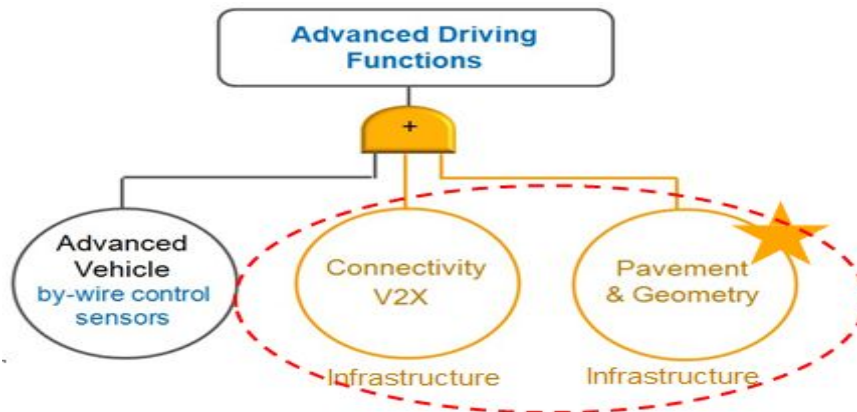 Advanced Driving
Functions
+
Advanced
Vehicle
by-wire control
sensors
Connectivity
V2X
Pavement
& Geometry
Infrastructure
Infrastructure